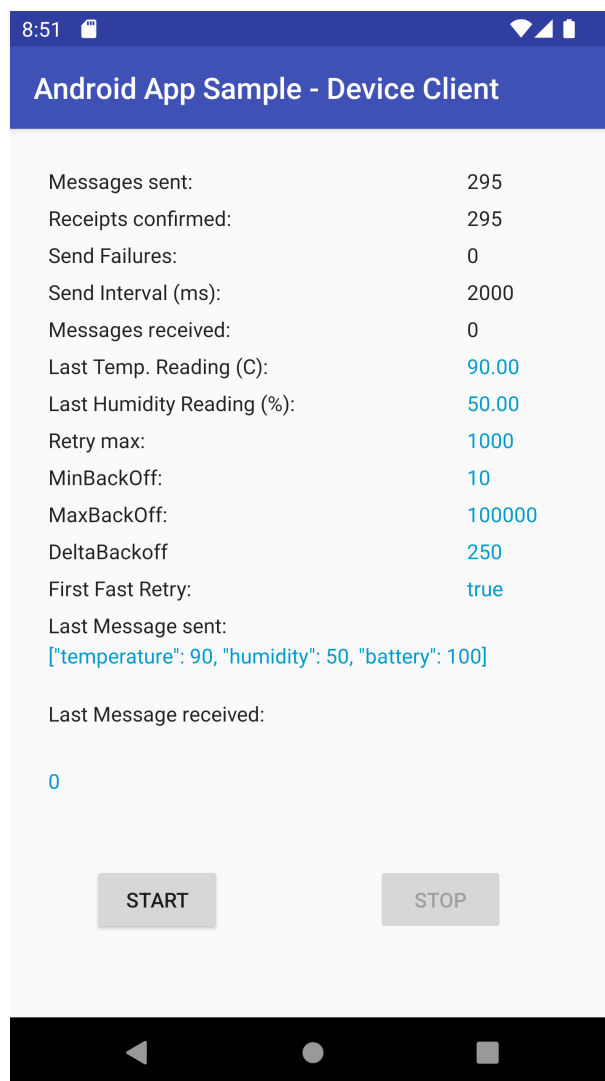 8:51
Android App Sample - Device Client
Messages sent: 295
Receipts confirmed: 295
Send Failures: 0
Send Interval (ms): 2000
Messages received: 0
Last Temp. Reading (C): 90.00
Last Humidity Reading (%): 50.00
Retry max: 1000
MinBackOff: 10
MaxBackOff: 100000
DeltaBackoff 250
First Fast Retry: true
Last Message sent:
["temperature": 90, "humidity": 50, "battery": 100]
Last Message received:
0
START STOP